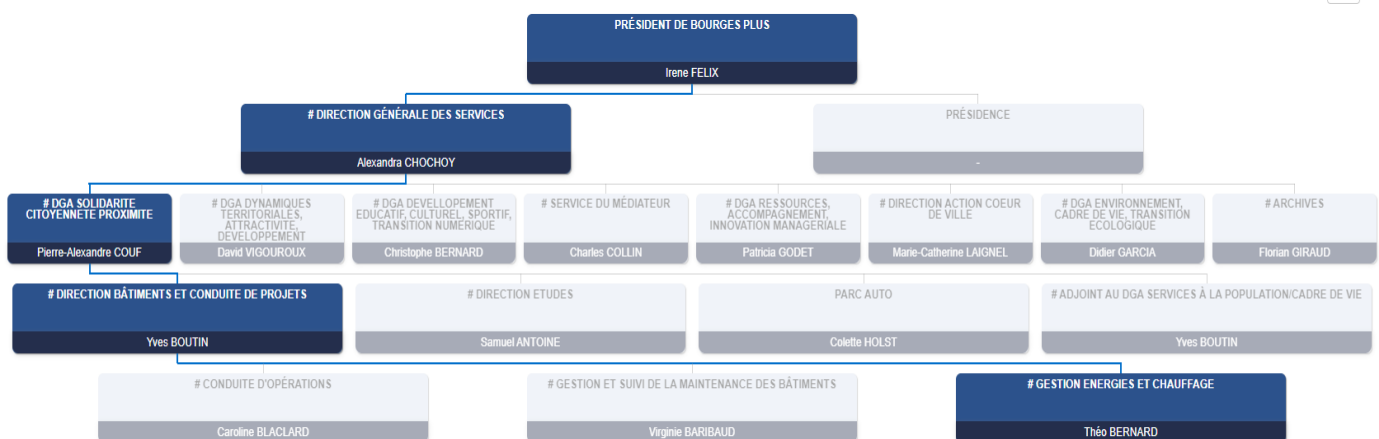 PRÉSIDENT DE BOURGES PLUS
Irene FELIX
# DIRECTION GÉNÉRALE DES SERVICES
Alexandra CHOCHOY
PRÉSIDENCE
-
# DGA SOLIDARITE
CITOYENNETE PROXIMITE
Pierre-Alexandre COUF
# DGA DYNAMIQUES
TERRITORIALES,
ATTRACTIVITE,
DEVELOPPEMENT
David VIGOUROUX
# DGA DEVELLOPEMENT
EDUCATIF, CULTUREL, SPORTIF,
TRANSITION NUMERIQUE
Christophe BERNARD
# SERVICE DU MÉDIATEUR
Charles COLLIN
# DGA RESSOURCES,
ACCOMPAGNEMENT,
INNOVATION MANAGERIALE
Patricia GODET
# DIRECTION ACTION COEUR
DE VILLE
Marie-Catherine LAIGNEL
# DGA ENVIRONNEMENT,
CADRE DE VIE, TRANSITION
ECOLOGIQUE
Didier GARCIA
# ARCHIVES
Florian GIRAUD
# DIRECTION BÂTIMENTS ET CONDUITE DE PROJETS
Yves BOUTIN
# DIRECTION ETUDES
Samuel ANTOINE
PARC AUTO
Colette HOLST
# ADJOINT AU DGA SERVICES À LA POPULATION/CADRE DE VIE
Yves BOUTIN
# CONDUITE D'OPÉRATIONS
Caroline BLACLARD
# GESTION ET SUIVI DE LA MAINTENANCE DES BÂTIMENTS
Virginie BARIBAUD
# GESTION ENERGIES ET CHAUFFAGE
Théo BERNARD